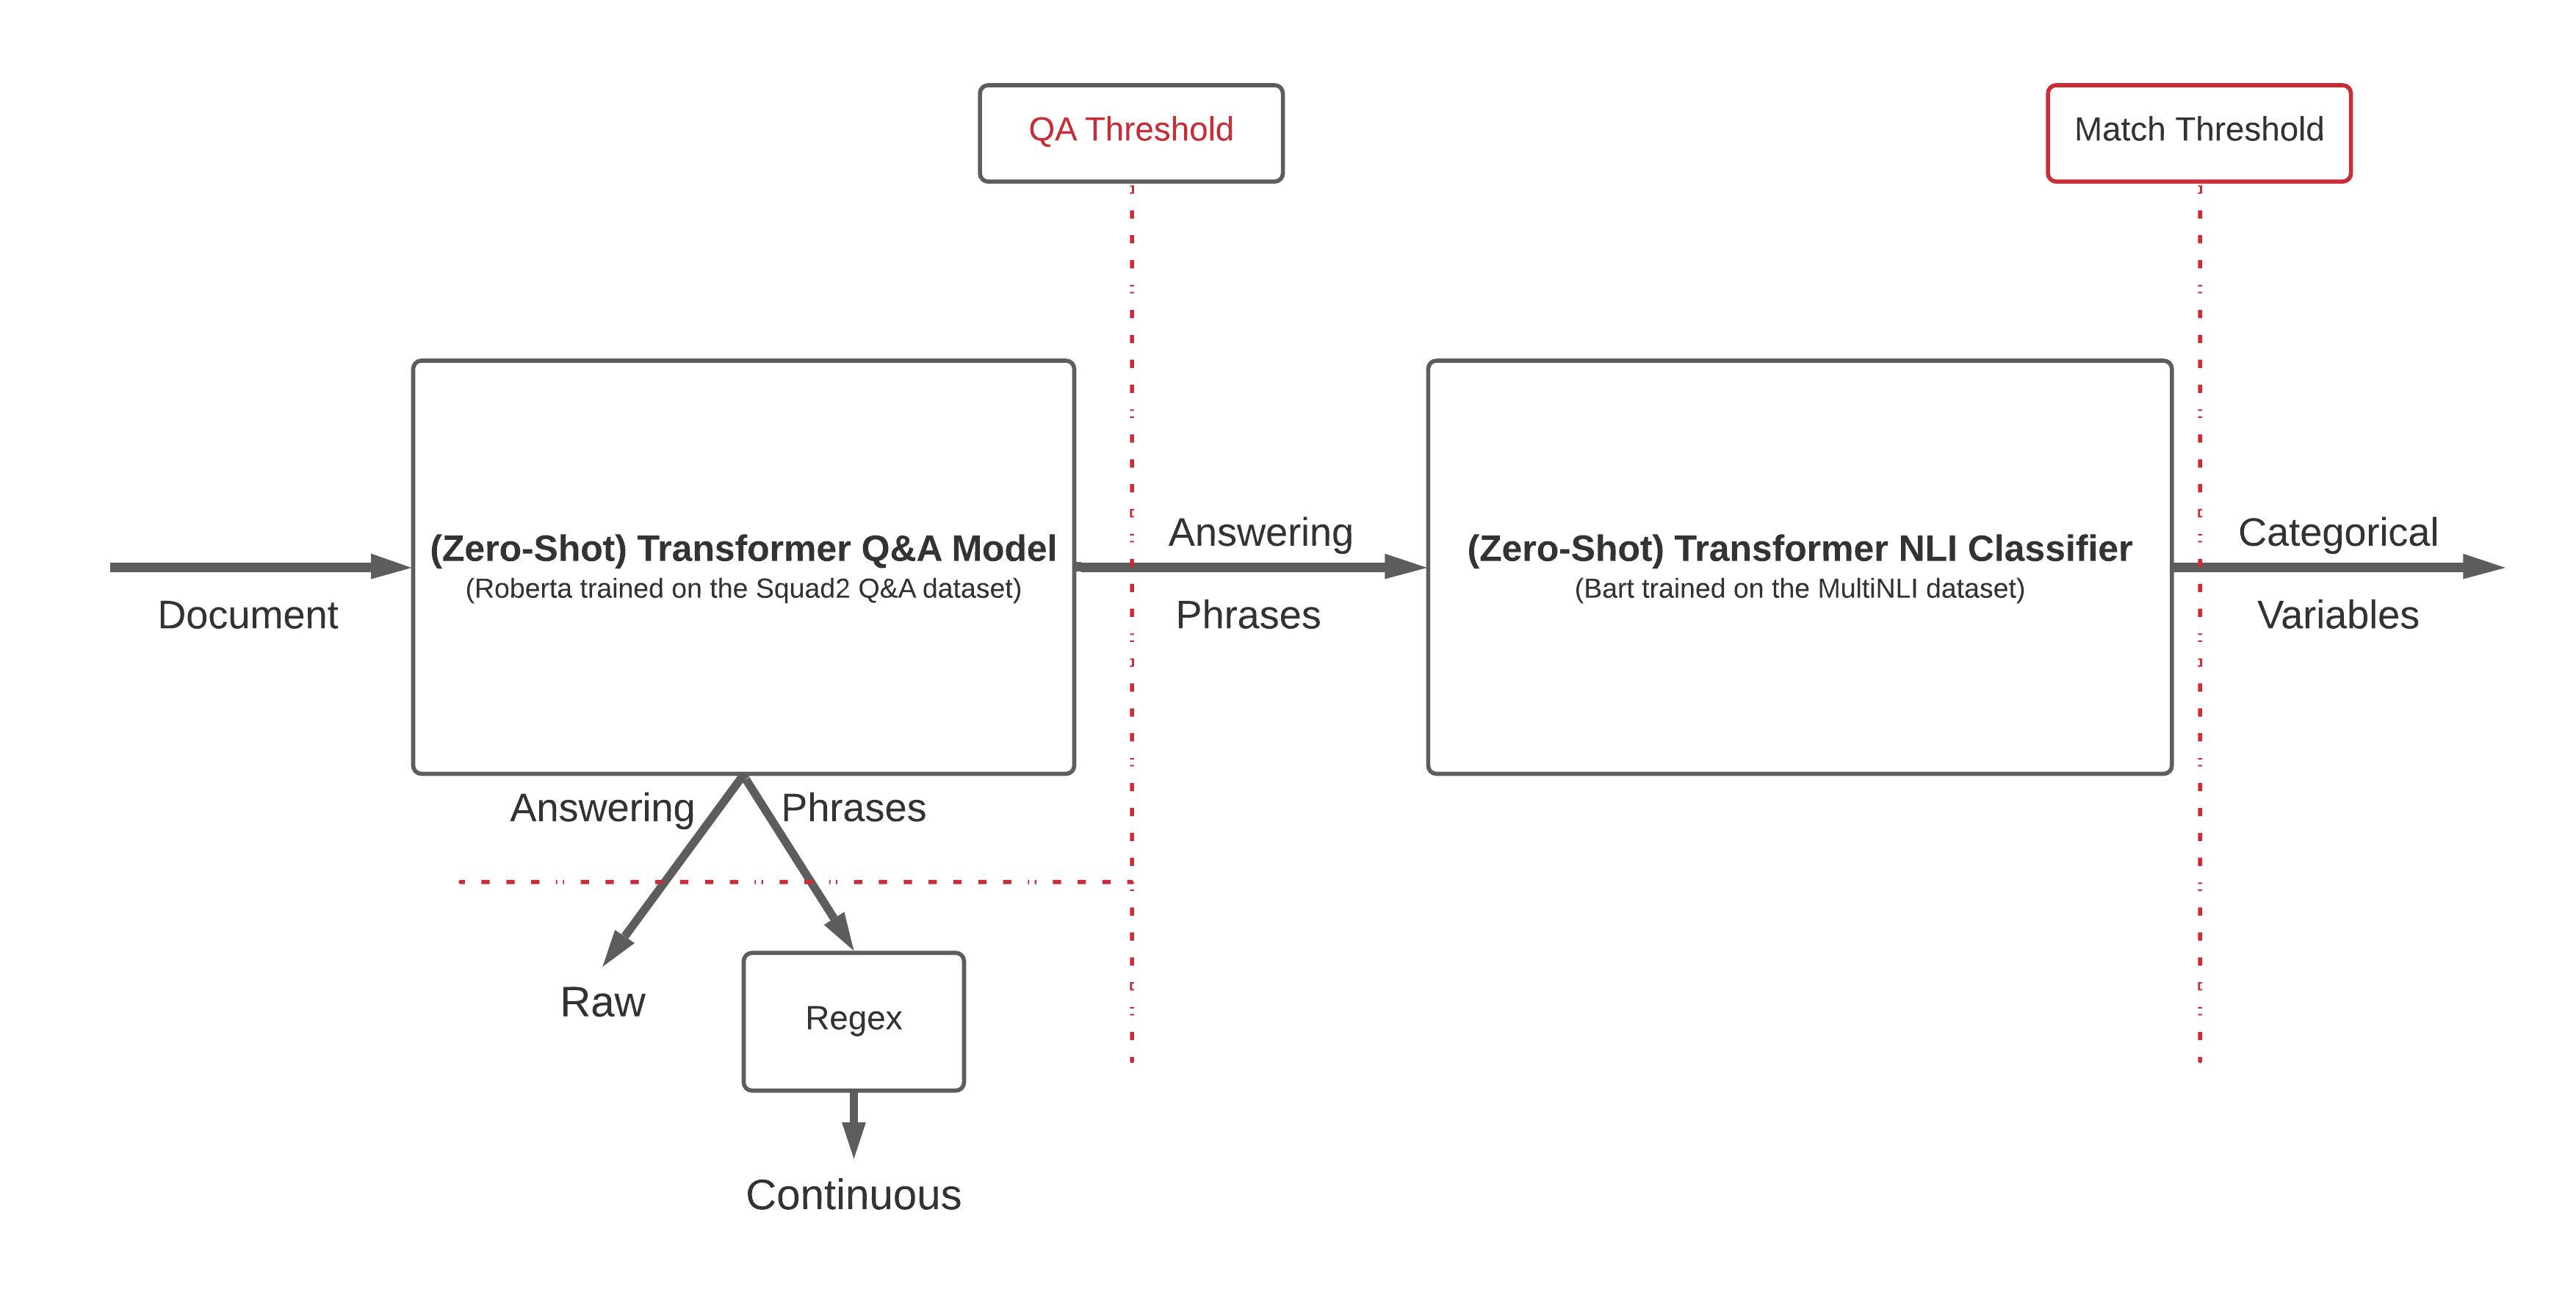 QA Threshold
Match Threshold
(Zero-Shot) Transformer Q&A Model
(Roberta trained on the Squad2 Q&A dataset)
Answering
Phrases
(Zero-Shot) Transformer NLI Classifier
(Bart trained on the MultiNLI dataset)
Categorical
Variables
Document
Answering
Phrases
Raw
Regex
Continuous